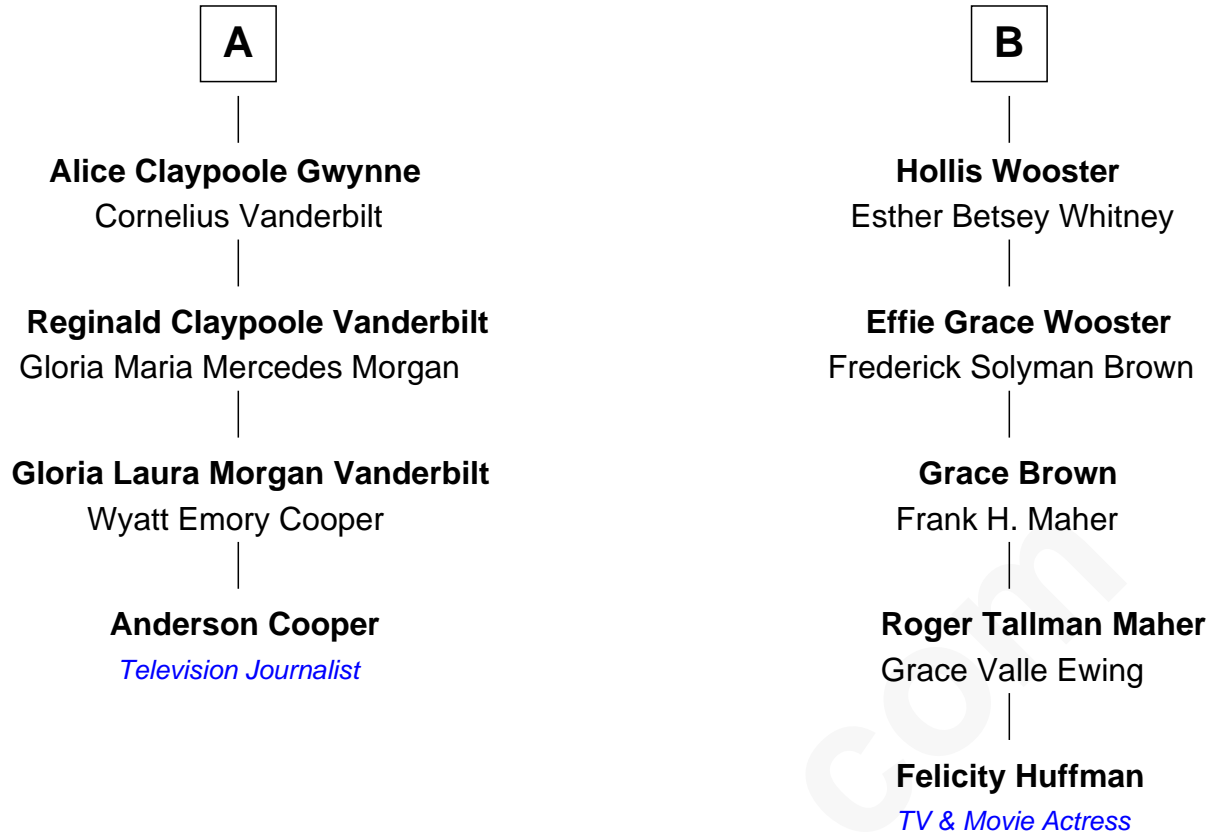 A
Alice Claypoole Gwynne
Cornelius Vanderbilt
Reginald Claypoole Vanderbilt
Gloria Maria Mercedes Morgan
Gloria Laura Morgan Vanderbilt
Wyatt Emory Cooper
Anderson Cooper
Television Journalist
B
Hollis Wooster
Esther Betsey Whitney
Effie Grace Wooster
Frederick Solyman Brown
Grace Brown
Frank H. Maher
Roger Tallman Maher
Grace Valle Ewing
Felicity Huffman
TV & Movie Actress
com